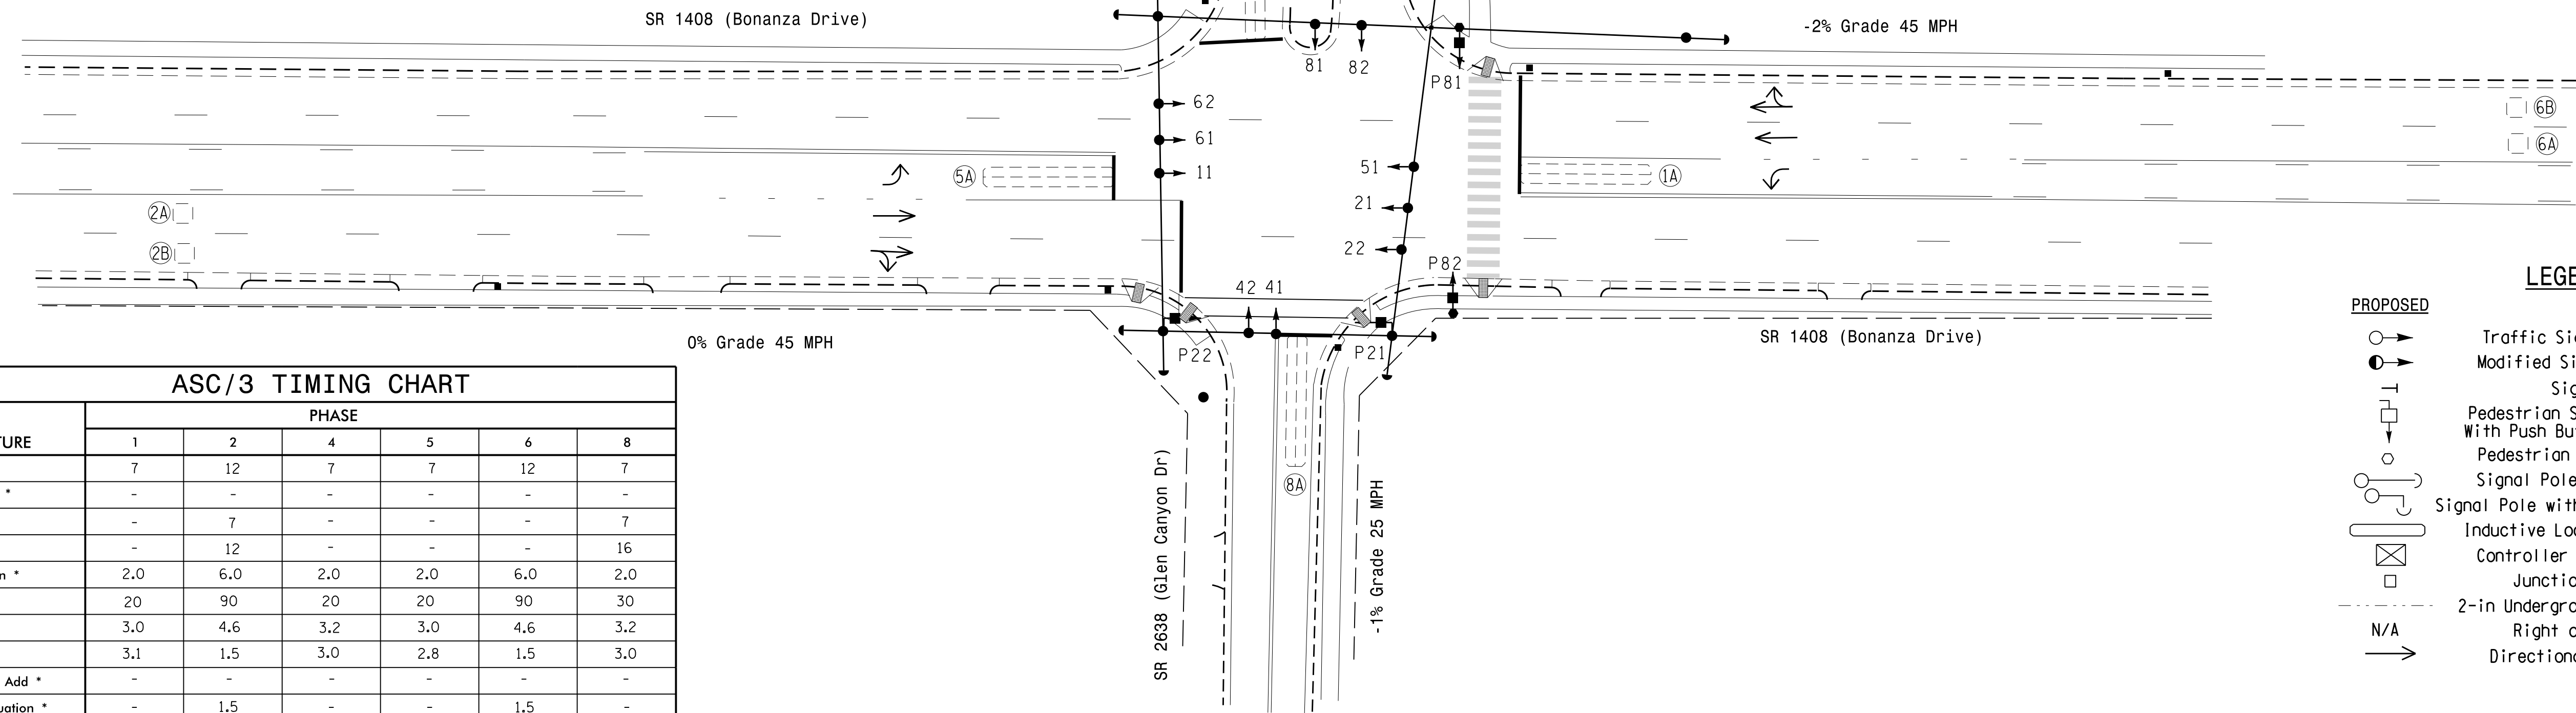 SR 1408 (Bonanza Drive)
-2% Grade 45 MPH
81 82
P81
62
61
11
51
21
22
5A
1A
6B
6A
2A
2B
P82
42 41
P22
P21
8A
0% Grade 45 MPH
SR 1408 (Bonanza Drive)
SR 2638 (Glen Canyon Dr)
-1% Grade 25 MPH
ASC/3 TIMING CHART
PHASE
TURE 1 2 4 5 6 8
7 12 7 7 12 7
* - - - - - -
- 7 - - - 7
- 12 - - - 16
n * 2.0 6.0 2.0 2.0 6.0 2.0
20 90 20 20 90 30
3.0 4.6 3.2 3.0 4.6 3.2
3.1 1.5 3.0 2.8 1.5 3.0
Add * - - - - - -
uation * - 1.5 - - 1.5 -
LEGE
PROPOSED
Traffic Si
Modified Si
Sig
Pedestrian S
With Push Bu
Pedestrian
Signal Pole
Signal Pole wit
Inductive Loo
Controller
Junctio
2-in Undergro
N/A Right o
Directiona